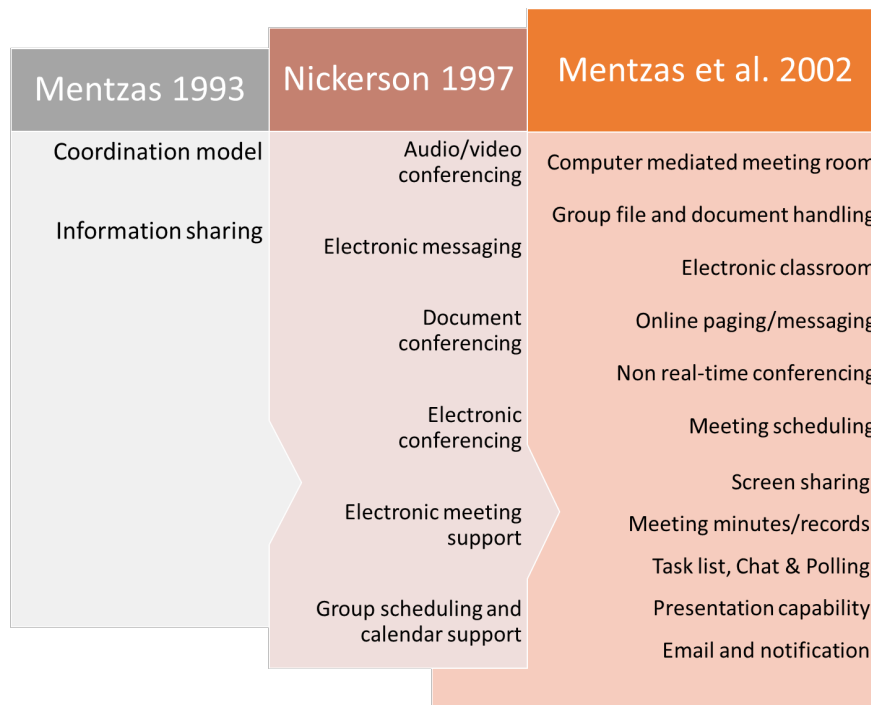 Mentzas 1993
Coordination model
Information sharing
Nickerson 1997
Audio/video
conferencing
Electronic messaging
Document
conferencing
Electronic
conferencing
Electronic meeting
support
Group scheduling and
calendar support
Mentzas et al. 2002
Computer mediated meeting room
Group file and document handling
Electronic classroom
Online paging/messaging
Non real-time conferencing
Meeting scheduling
Screen sharing
Meeting minutes/records
Task list, Chat & Polling
Presentation capability
Email and notification